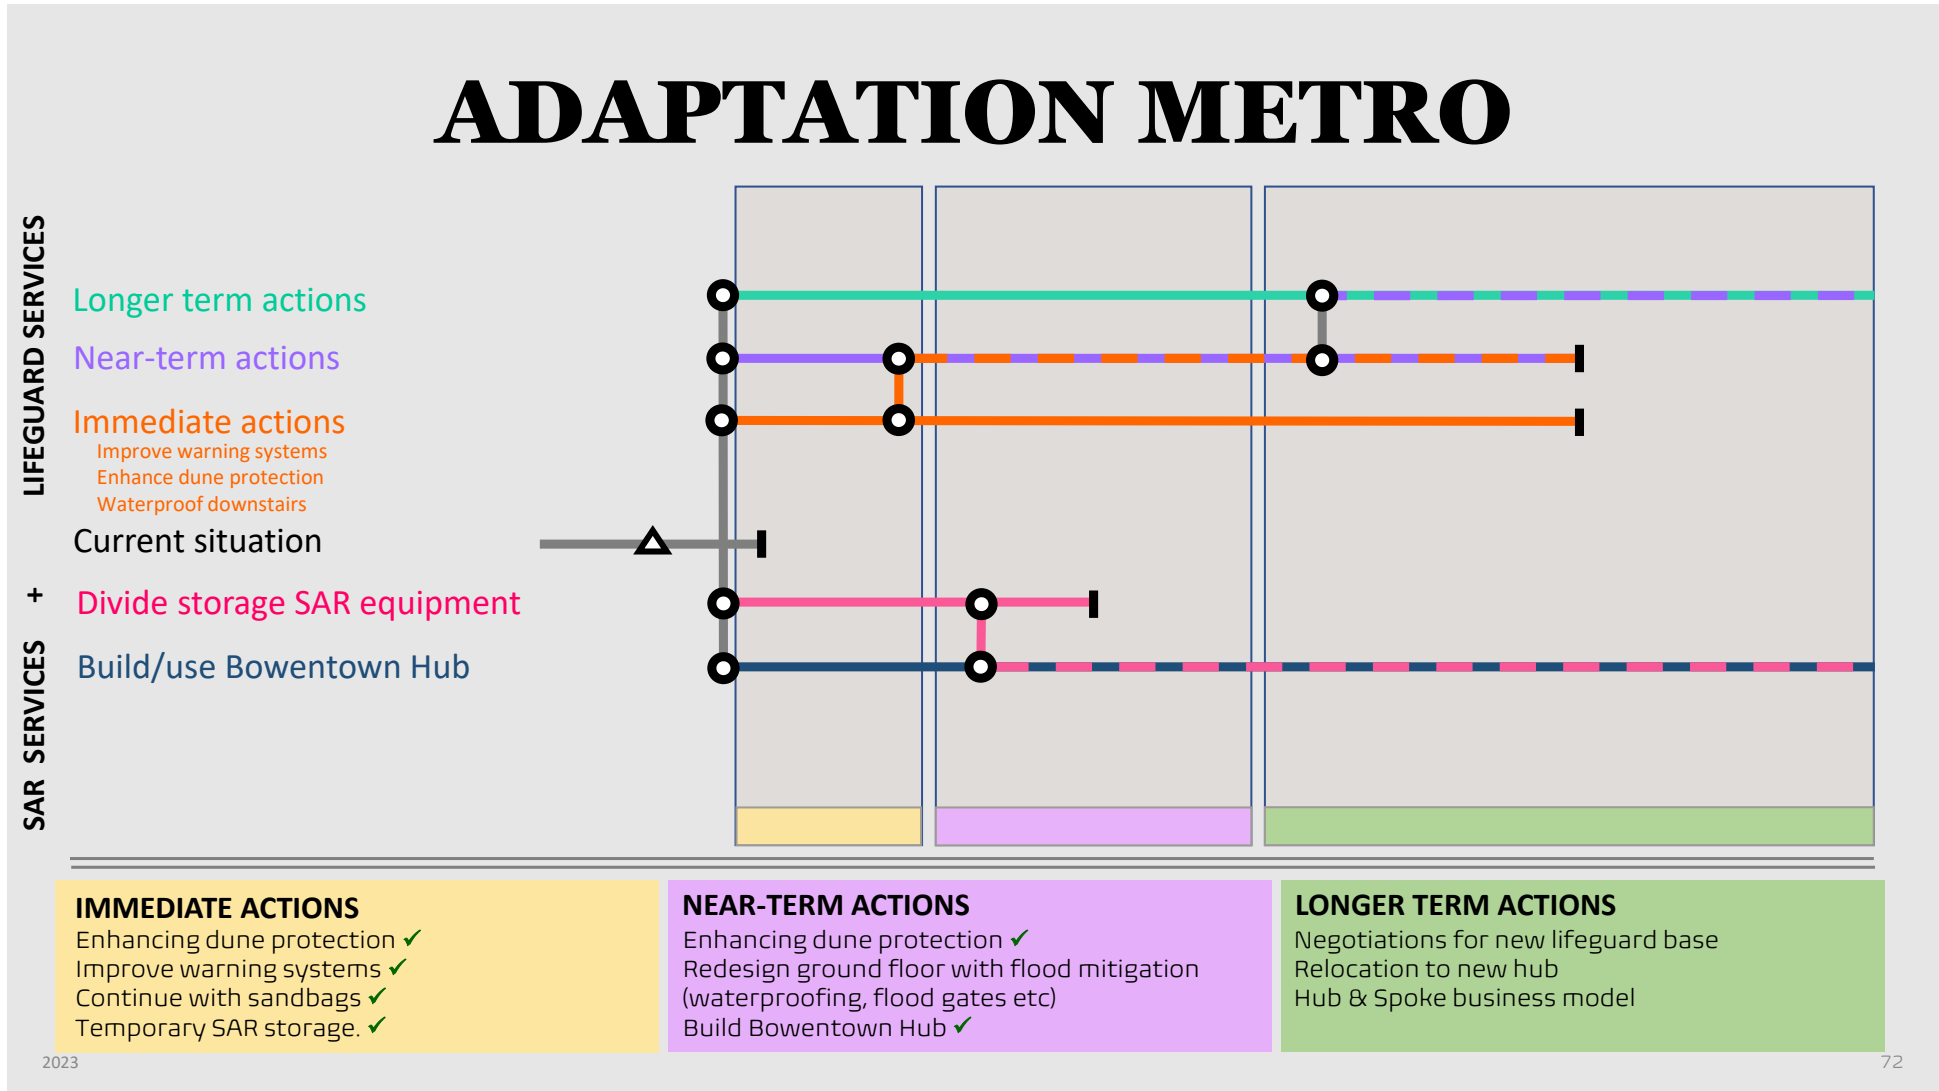 ADAPTATION METRO
LIFEGUARD SERVICES
+
SAR SERVICES
Longer term actions
Near-term actions
Immediate actions
Improve warning systems
Enhance dune protection
Waterproof downstairs
Current situation
Divide storage SAR equipment
Build/use Bowentown Hub
IMMEDIATE ACTIONS
Enhancing dune protection ✓
Improve warning systems ✓
Continue with sandbags ✓
Temporary SAR storage. ✓
NEAR-TERM ACTIONS
Enhancing dune protection ✓
Redesign ground floor with flood mitigation
(waterproofing, flood gates etc)
Build Bowentown Hub ✓
LONGER TERM ACTIONS
Negotiations for new lifeguard base
Relocation to new hub
Hub & Spoke business model
2023
72